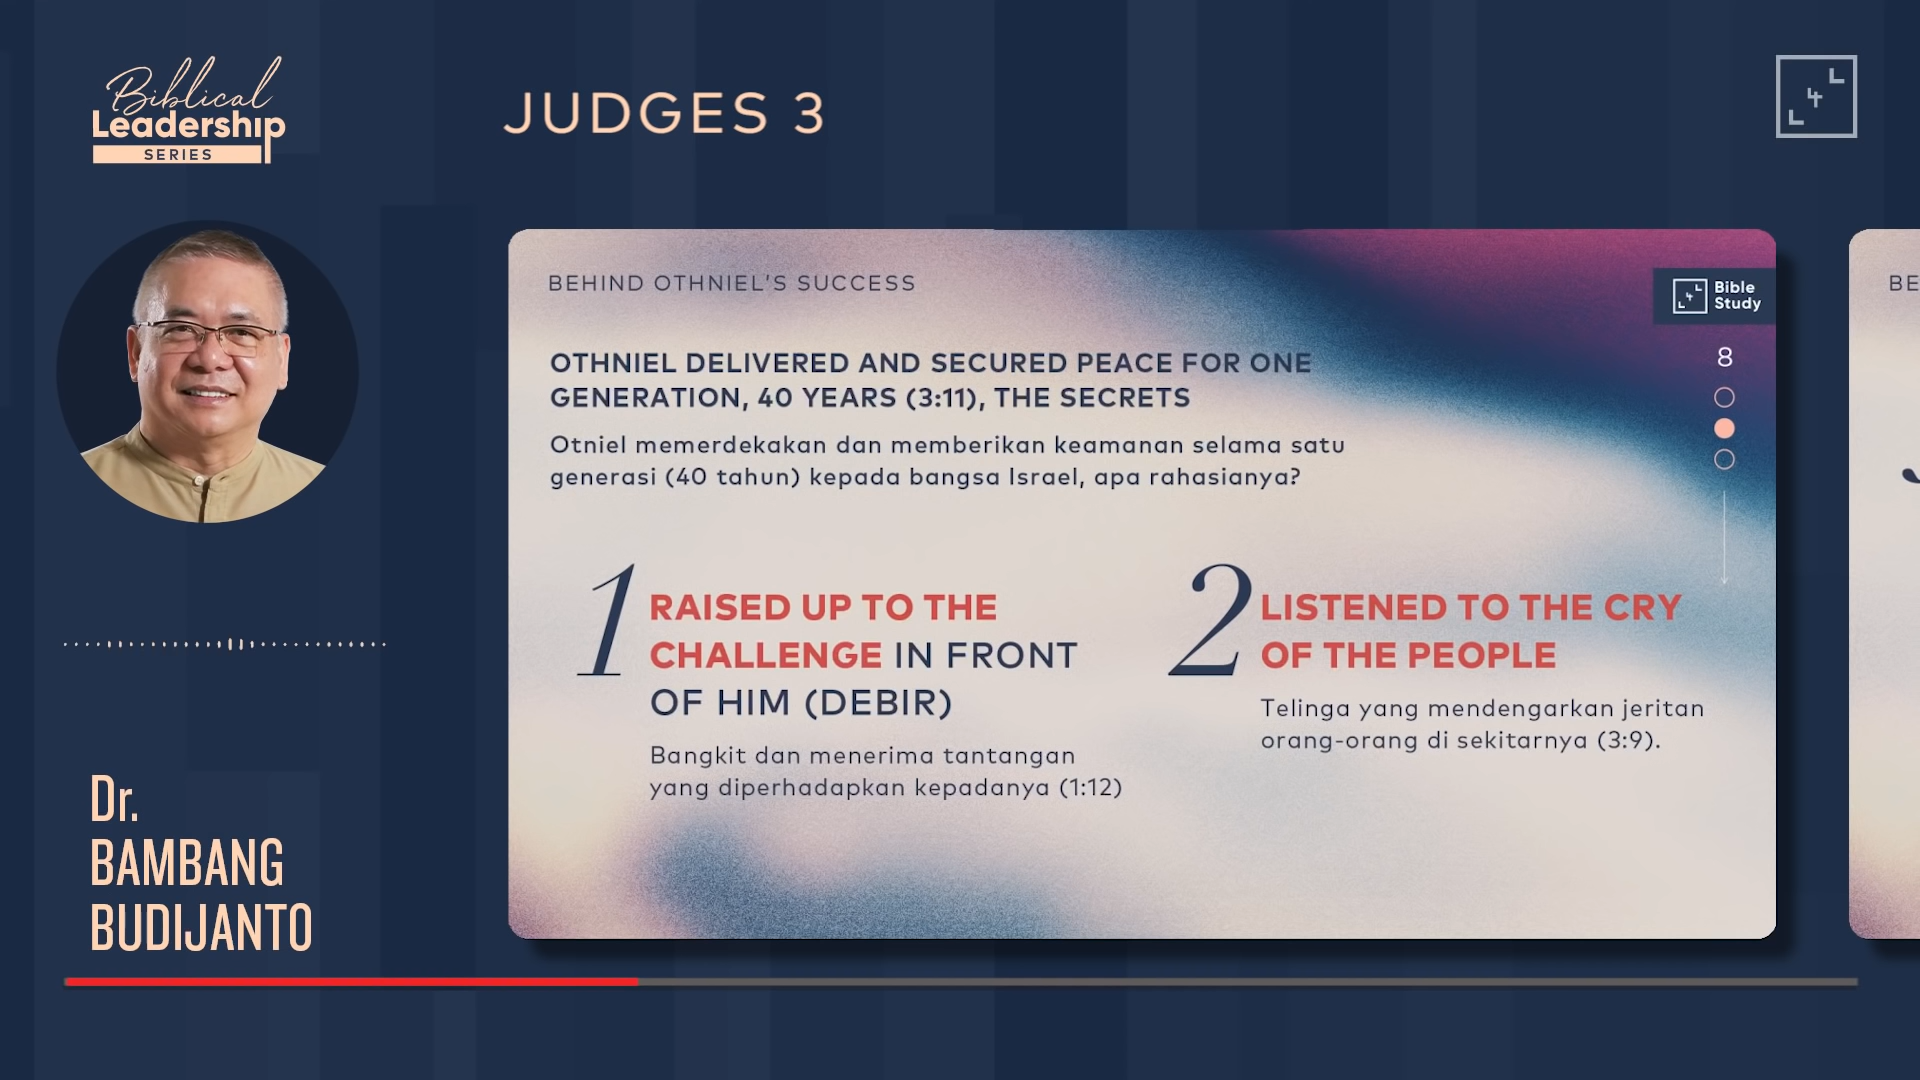 Biblical
Leadership
SERIES
JUDGES 3
BEHIND OTHNIEL'S SUCCESS
Bible
Study
8
OTHNIEL DELIVERED AND SECURED PEACE FOR ONE
GENERATION, 40 YEARS (3:11), THE SECRETS
Otniel memerdekakan dan memberikan keamanan selama satu
generasi (40 tahun) kepada bangsa Israel, apa rahasianya?
1
RAISED UP TO THE
CHALLENGE IN FRONT
OF HIM (DEBIR)
Bangkit dan menerima tantangan
yang diperhadapkan kepadanya (1:12)
2
LISTENED TO THE CRY
OF THE PEOPLE
Telinga yang mendengarkan jeritan
orang-orang di sekitarnya (3:9).
BE
Dr.
BAMBANG
BUDIJANTO